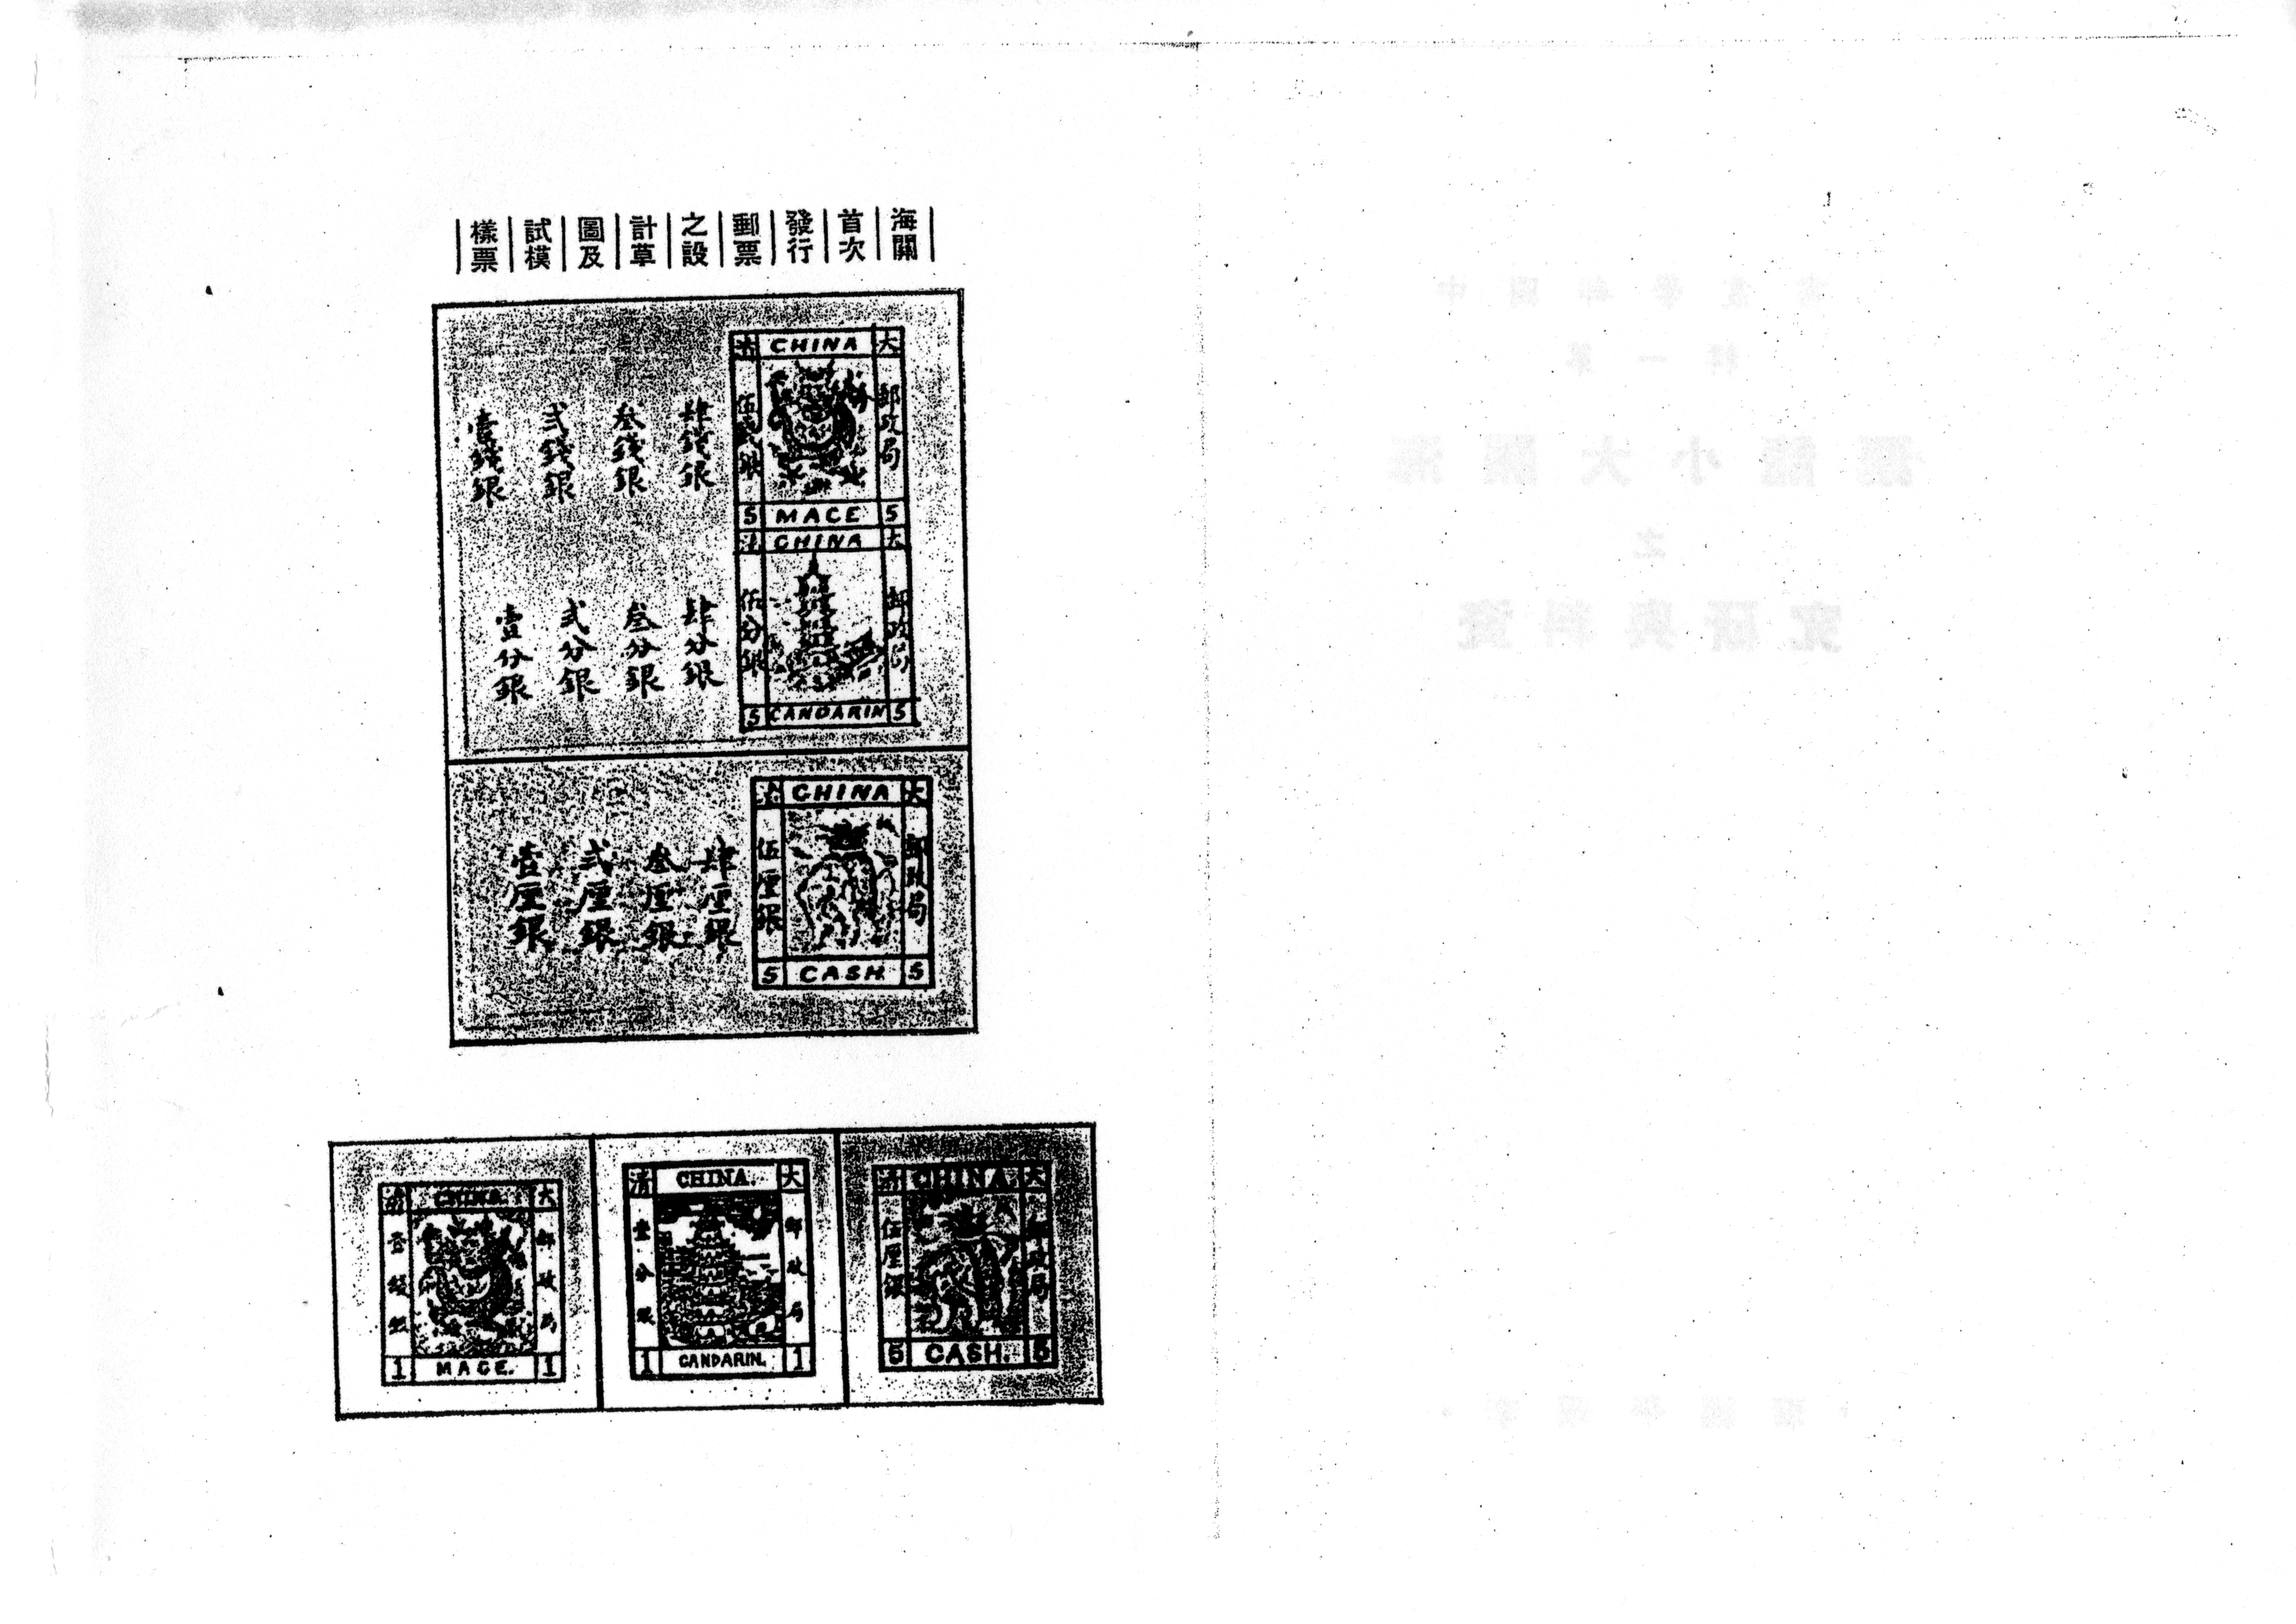 海關首次發行郵票之設計草圖及試模樣票
大清
CHINA
郵政局
伍錢銀
5 MACE 5
肆錢銀
叁錢銀
弍錢銀
壹錢銀
大清
CHINA
郵政局
伍分銀
5 CANDARIN 5
肆分銀
叁分銀
弍分銀
壹分銀
大清
CHINA
郵政局
伍厘銀
5 CASH. 5
肆厘銀
叁厘銀
弍厘銀
壹厘銀
大清
CHINA.
郵政局
伍厘銀
5 CASH. 5
大清
CHINA.
郵政局
壹分銀
1 CANDARIN. 1
大清
CHINA.
郵政局
壹錢銀
1 MACE. 1